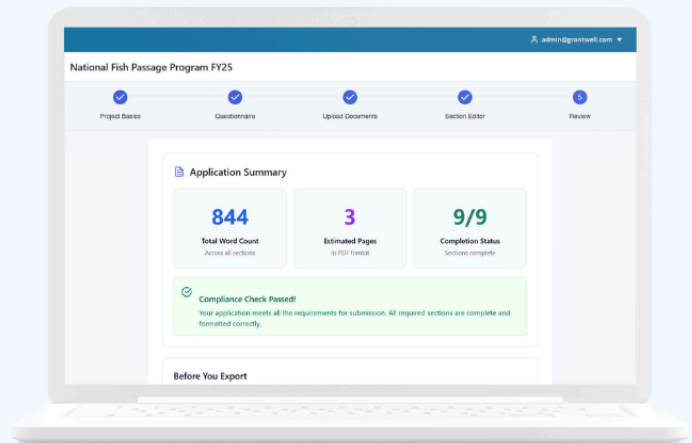 admin@grantwell.com
National Fish Passage Program FY25
5
Project Basics
Questionnaire
Upload Documents
Section Editor
Review
Application Summary
844
3
9/9
Total Word Count
Estimated Pages
Completion Status
Across all sections
in PDF format
Sections complete
Compliance Check Passed!
Your application meets all the requirements for submission. All required sections are complete and
formatted correctly.
Before You Export